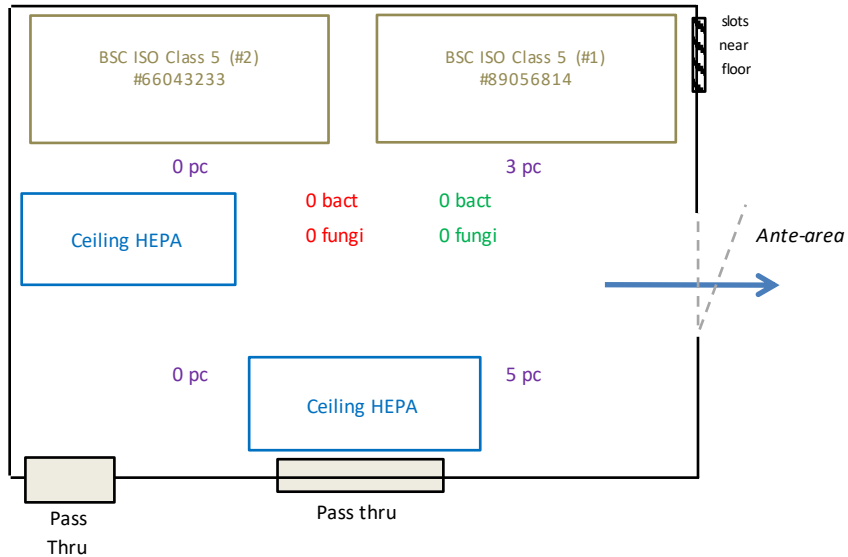 slots
near
floor
BSC ISO Class 5 (#2)
#66043233
BSC ISO Class 5 (#1)
#89056814
0 pc
3 pc
0 bact
0 fungi
0 bact
0 fungi
Ceiling HEPA
Ante-area
0 pc
5 pc
Ceiling HEPA
Pass
Thru
Pass thru